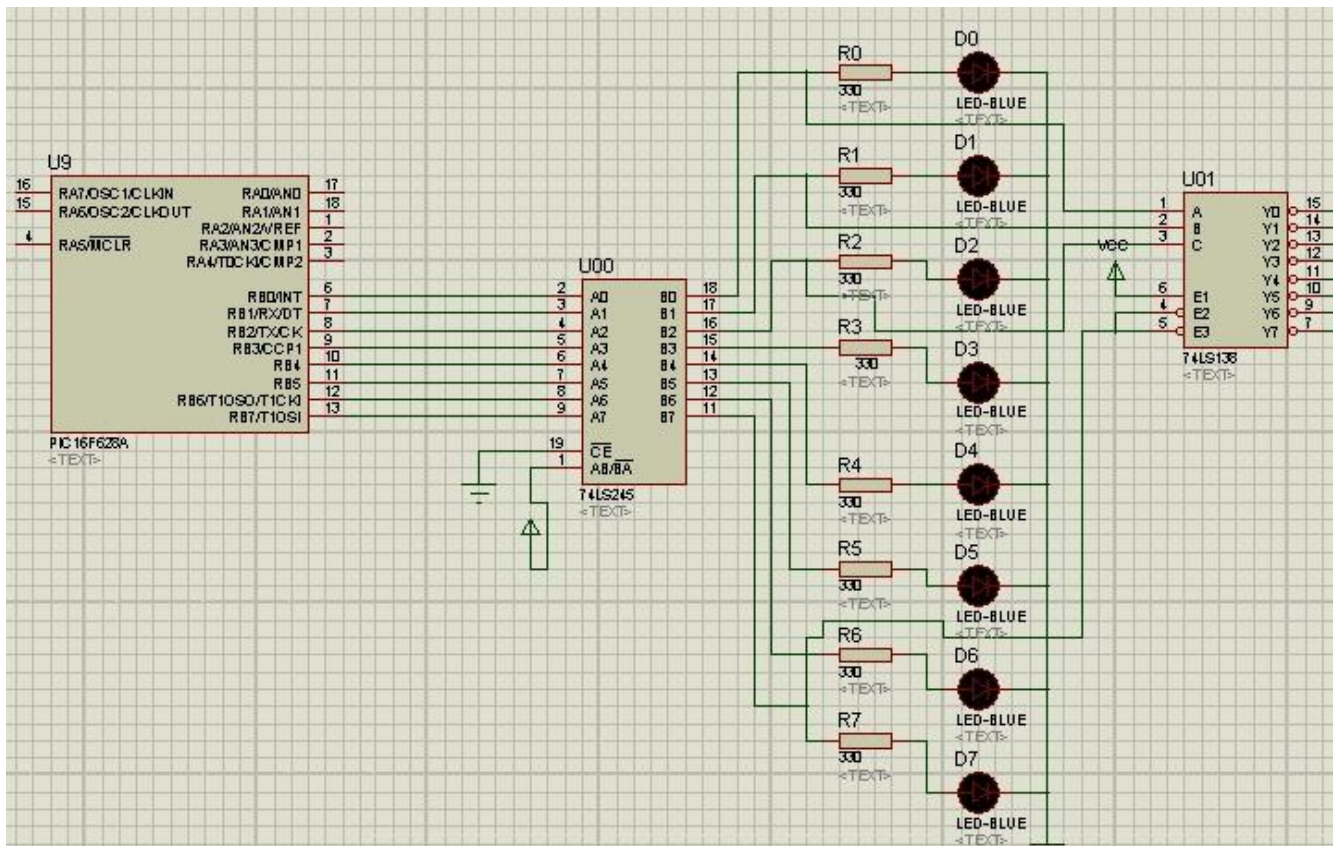 U9
16 RA7/OSC1/CLKIN RA0/AN0 17
15 RA6/OSC2/CLKOUT RA1/AN1 18
RA2/AN2/VREF 1
4 RA5/MCLR RA3/AN3/CMP1 2
RA4/T0CKI/CMP2 3
RB0/INT 6
RB1/RX/DT 7
RB2/TX/CK 8
RB3/CCP1 9
RB4 10
RB5 11
RB6/T1OSO/T1CKI 12
RB7/T1OSI 13
PIC16F628A
<TEXT>
U00
2 A0 B0 18
3 A1 B1 17
4 A2 B2 16
5 A3 B3 15
6 A4 B4 14
7 A5 B5 13
8 A6 B6 12
9 A7 B7 11
19 CE
1 AB/BA
74LS245
<TEXT>
R0
330
<TEXT>
D0
LED-BLUE
<TEXT>
R1
330
<TEXT>
D1
LED-BLUE
<TEXT>
R2
330
<TEXT>
D2
LED-BLUE
<TEXT>
R3
330
<TEXT>
D3
LED-BLUE
<TEXT>
R4
330
<TEXT>
D4
LED-BLUE
<TEXT>
R5
330
<TEXT>
D5
LED-BLUE
<TEXT>
R6
330
<TEXT>
D6
LED-BLUE
<TEXT>
R7
330
<TEXT>
D7
LED-BLUE
<TEXT>
VCC
U01
1 A Y0 15
2 B Y1 14
3 C Y2 13
Y3 12
Y4 11
6 E1 Y5 10
4 E2 Y6 9
5 E3 Y7 7
74LS138
<TEXT>